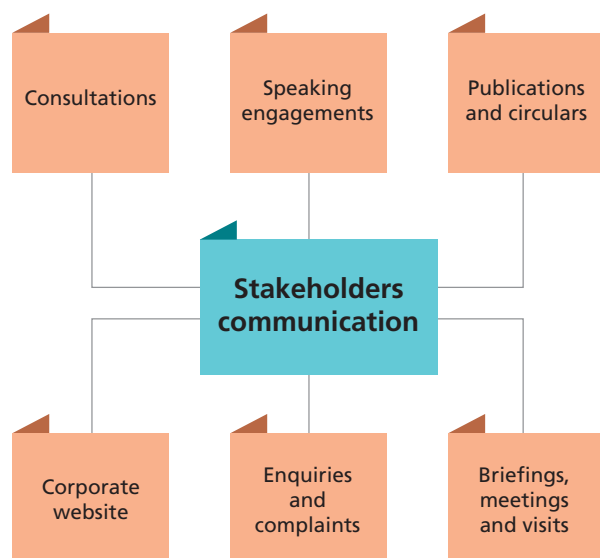 Consultations
Speaking
engagements
Publications
and circulars
Stakeholders
communication
Corporate
website
Enquiries
and
complaints
Briefings,
meetings
and visits